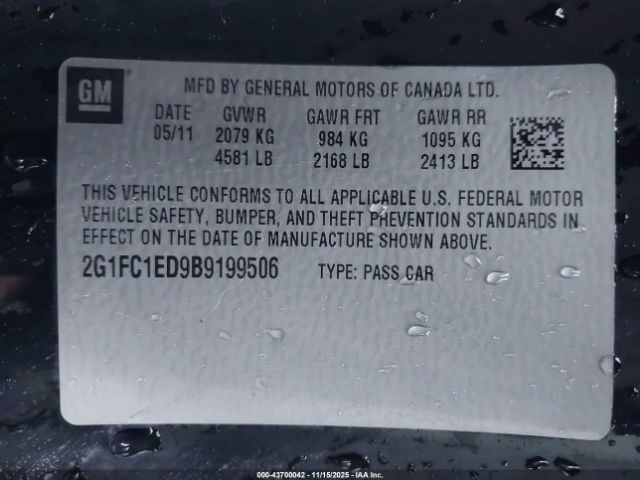 GM
MFD BY GENERAL MOTORS OF CANADA LTD.
DATE GVWR GAWR FRT GAWR RR
05/11 2079 KG 984 KG 1095 KG
4581 LB 2168 LB 2413 LB
THIS VEHICLE CONFORMS TO ALL APPLICABLE U.S. FEDERAL MOTOR
VEHICLE SAFETY, BUMPER, AND THEFT PREVENTION STANDARDS IN
EFFECT ON THE DATE OF MANUFACTURE SHOWN ABOVE.
2G1FC1ED9B9199506 TYPE: PASS CAR
000-43700042 - 11/15/2025 - IAA Inc.